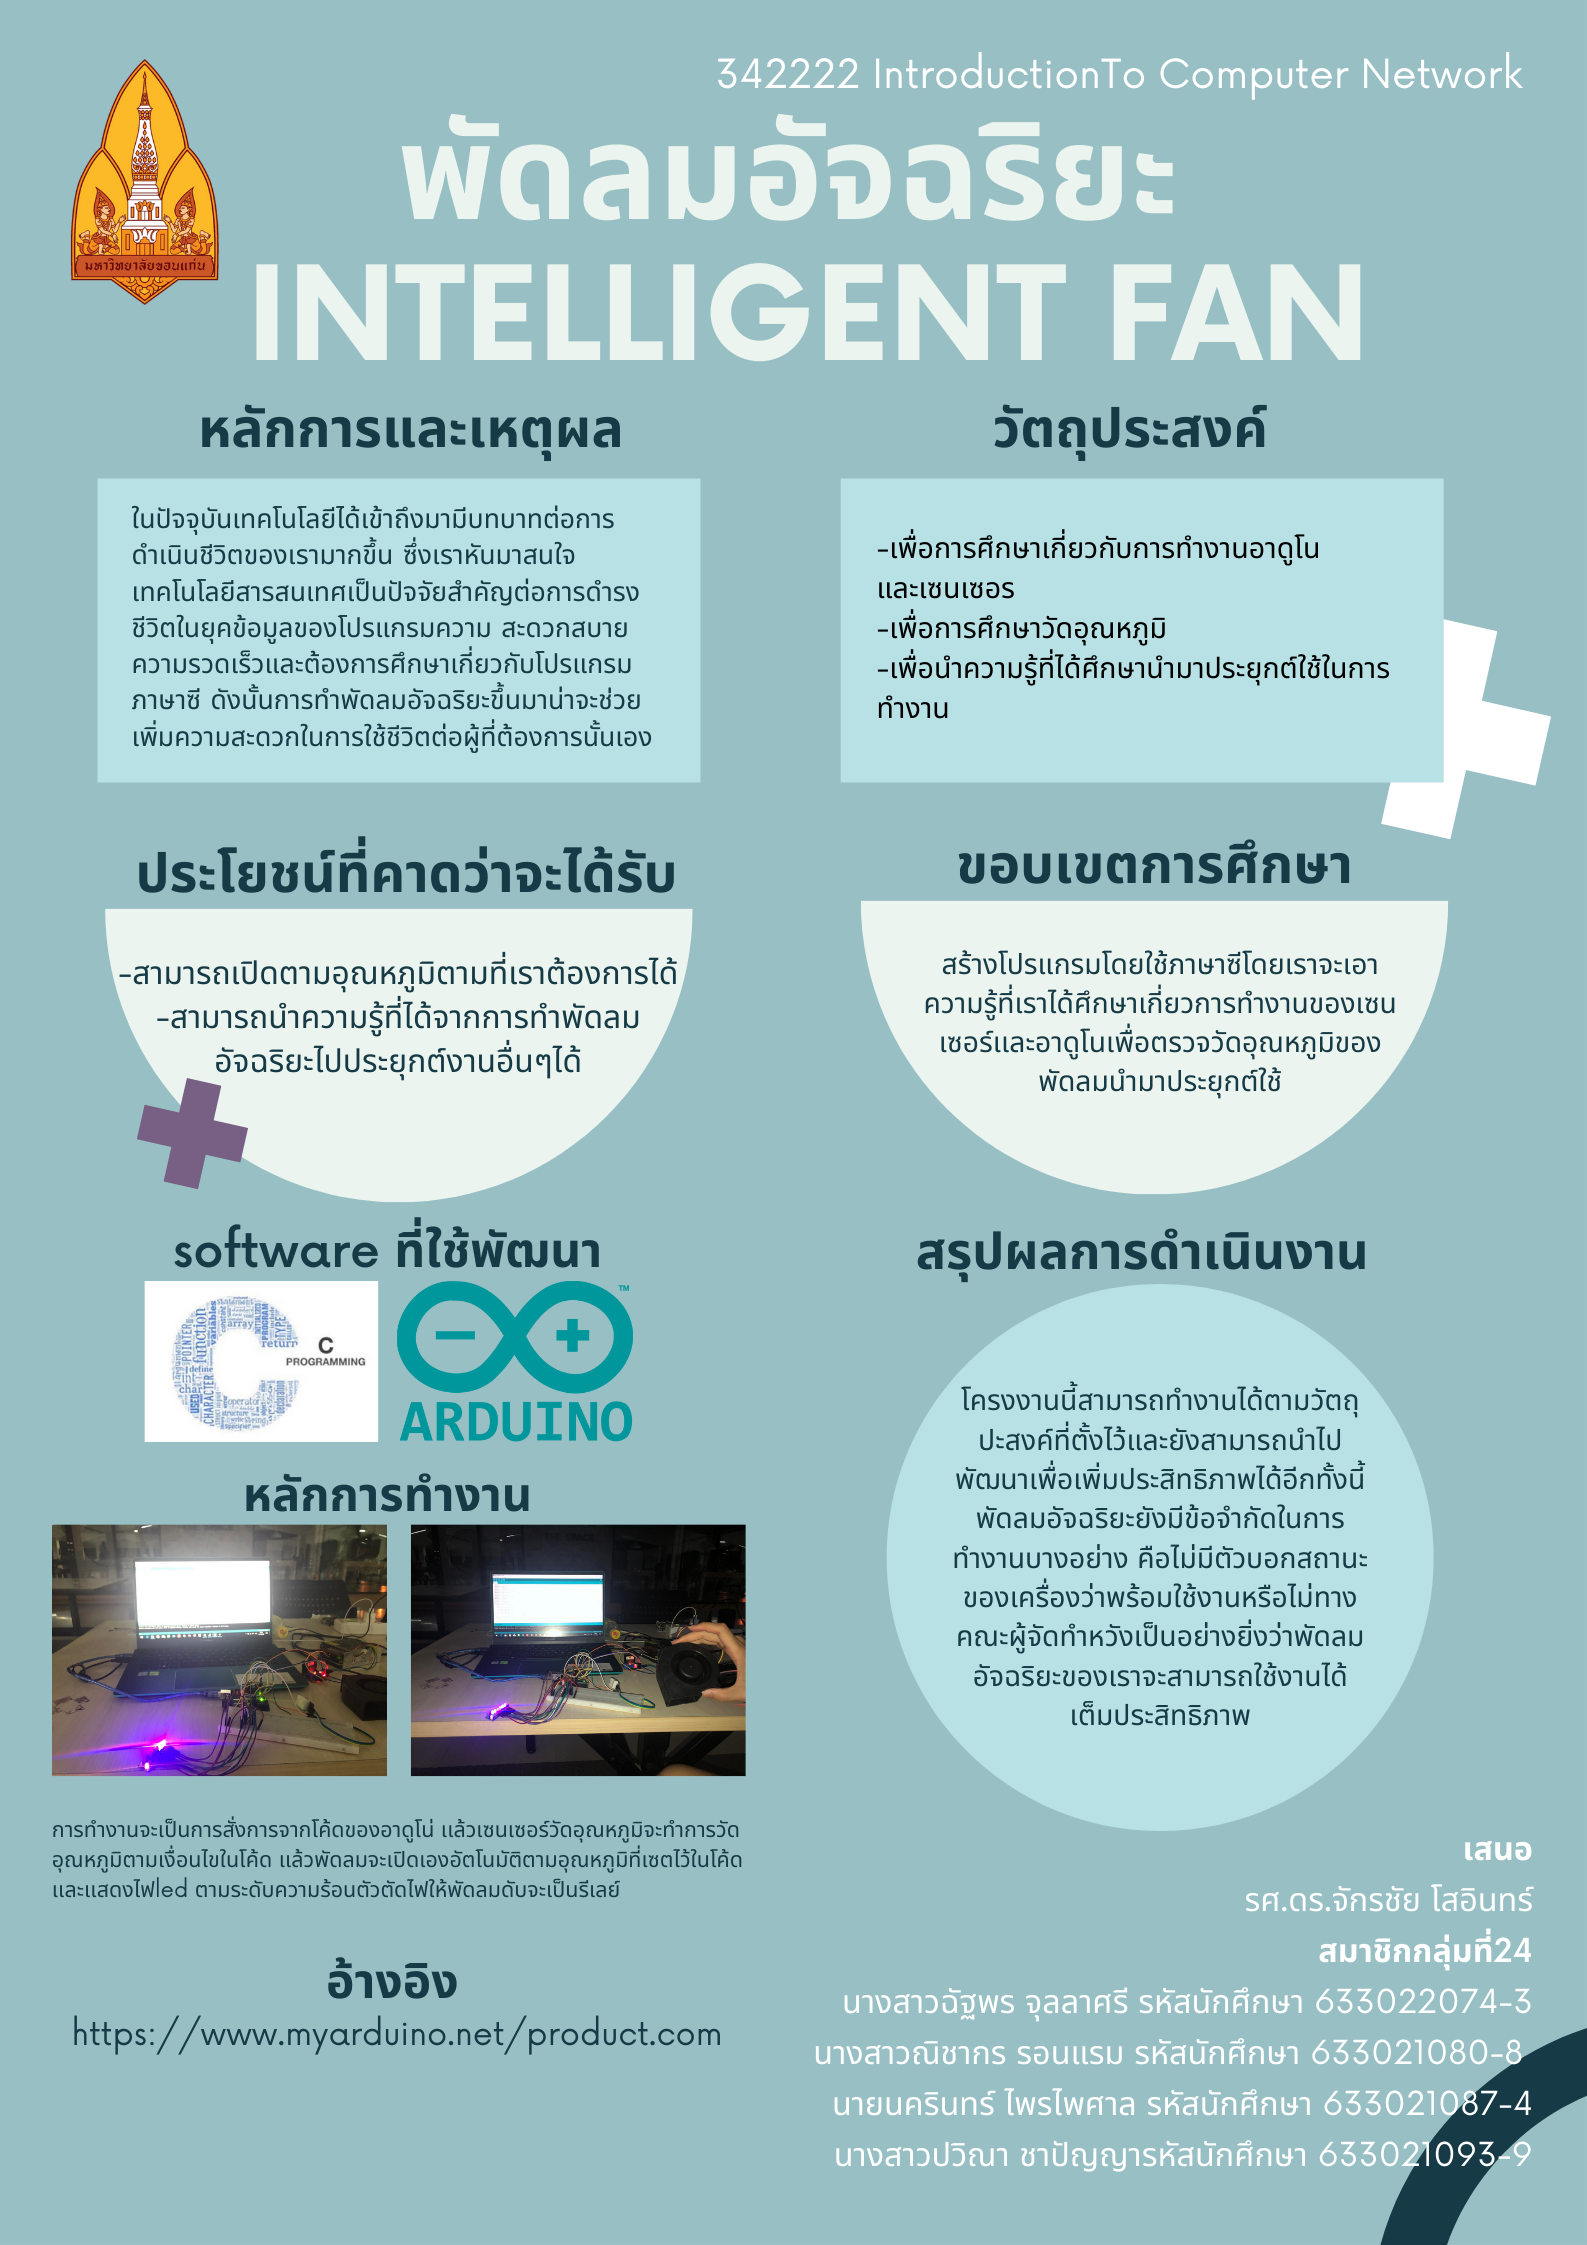 342222 IntroductionTo Computer Network
พัดลมอัจฉริยะ
INTELLIGENT FAN
มหาวิทยาลัยขอนแก่น
หลักการและเหตุผล
ในปัจจุบันเทคโนโลยีได้เข้าถึงมามีบทบาทต่อการ
ดำเนินชีวิตของเรามากขึ้น ซึ่งเราหันมาสนใจ
เทคโนโลยีสารสนเทศเป็นปัจจัยสำคัญต่อการดำรง
ชีวิตในยุคข้อมูลของโปรแกรมความ สะดวกสบาย
ความรวดเร็วและต้องการศึกษาเกี่ยวกับโปรแกรม
ภาษาซี ดังนั้นการทำพัดลมอัจฉริยะขึ้นมาน่าจะช่วย
เพิ่มความสะดวกในการใช้ชีวิตต่อผู้ที่ต้องการนั้นเอง
วัตถุประสงค์
-เพื่อการศึกษาเกี่ยวกับการทำงานอาดูโน
และเซนเซอร
-เพื่อการศึกษาวัดอุณหภูมิ
-เพื่อนำความรู้ที่ได้ศึกษานำมาประยุกต์ใช้ในการ
ทำงาน
ประโยชน์ที่คาดว่าจะได้รับ
-สามารถเปิดตามอุณหภูมิตามที่เราต้องการได้
-สามารถนำความรู้ที่ได้จากการทำพัดลม
อัจฉริยะไปประยุกต์งานอื่นๆได้
ขอบเขตการศึกษา
สร้างโปรแกรมโดยใช้ภาษาซีโดยเราจะเอา
ความรู้ที่เราได้ศึกษาเกี่ยวการทำงานของเซน
เซอร์และอาดูโนเพื่อตรวจวัดอุณหภูมิของ
พัดลมนำมาประยุกต์ใช้
software ที่ใช้พัฒนา
C
PROGRAMMING
ARDUINO
™
หลักการทำงาน
การทำงานจะเป็นการสั่งการจากโค้ดของอาดูโน่ แล้วเซนเซอร์วัดอุณหภูมิจะทำการวัด
อุณหภูมิตามเงื่อนไขในโค้ด แล้วพัดลมจะเปิดเองอัตโนมัติตามอุณหภูมิที่เซตไว้ในโค้ด
และแสดงไฟled ตามระดับความร้อนตัวตัดไฟให้พัดลมดับจะเป็นรีเลย์
อ้างอิง
https://www.myarduino.net/product.com
สรุปผลการดำเนินงาน
โครงงานนี้สามารถทำงานได้ตามวัตถุ
ปะสงค์ที่ตั้งไว้และยังสามารถนำไป
พัฒนาเพื่อเพิ่มประสิทธิภาพได้อีกทั้งนี้
พัดลมอัจฉริยะยังมีข้อจำกัดในการ
ทำงานบางอย่าง คือไม่มีตัวบอกสถานะ
ของเครื่องว่าพร้อมใช้งานหรือไม่ทาง
คณะผู้จัดทำหวังเป็นอย่างยิ่งว่าพัดลม
อัจฉริยะของเราจะสามารถใช้งานได้
เต็มประสิทธิภาพ
เสนอ
รศ.ดร.จักรชัย โสอินทร์
สมาชิกกลุ่มที่24
นางสาวฉัฐพร จุลลาศรี รหัสนักศึกษา 633022074-3
นางสาวณิชากร รอนแรม รหัสนักศึกษา 633021080-8
นายนครินทร์ ไพรไพศาล รหัสนักศึกษา 633021087-4
นางสาวปวิณา ชาปัญญารหัสนักศึกษา 633021093-9